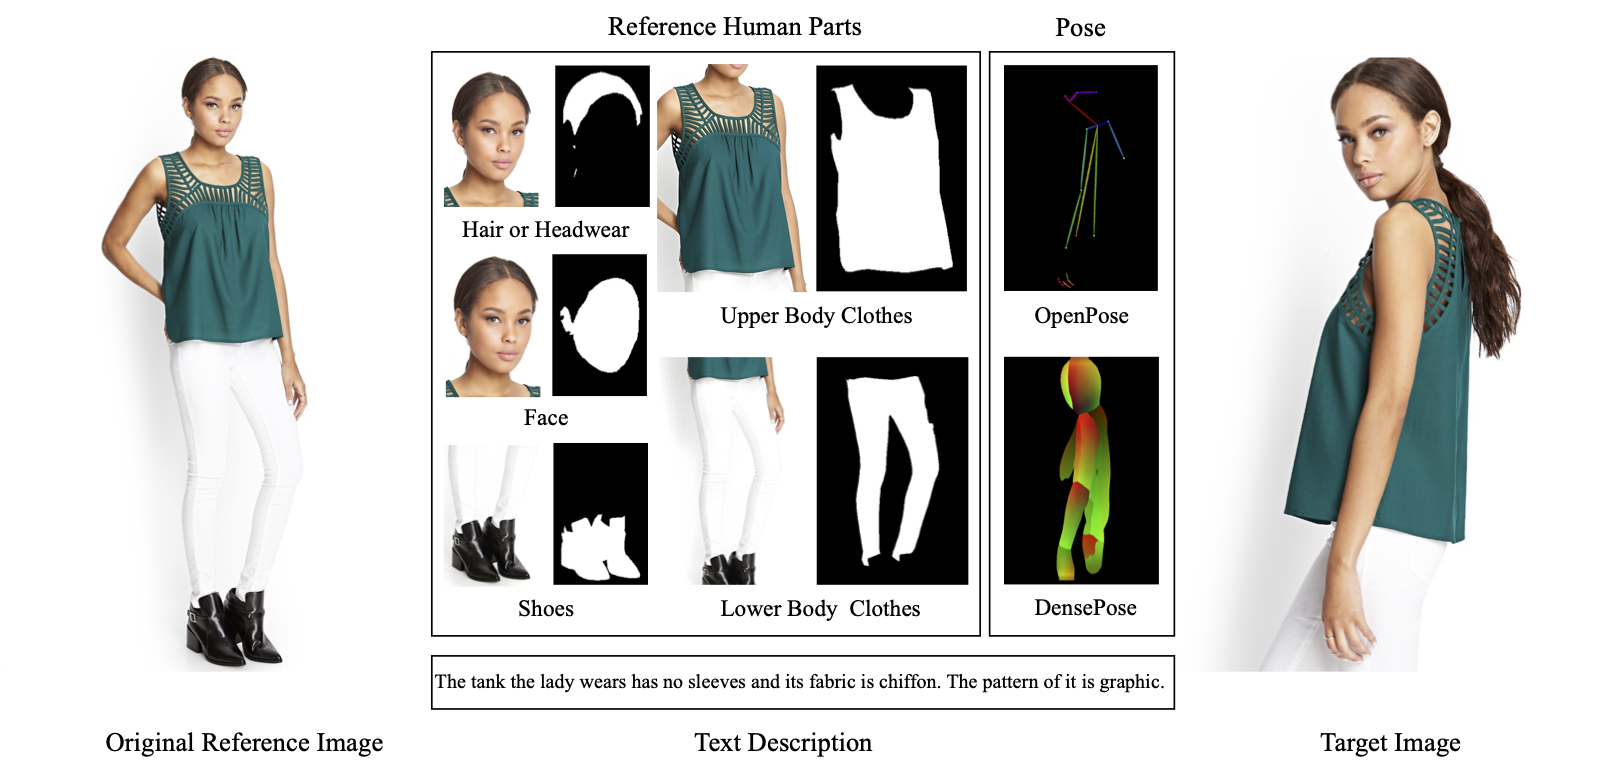 Reference Human Parts
Pose
Hair or Headwear
Upper Body Clothes
OpenPose
Face
Shoes
Lower Body  Clothes
DensePose
The tank the lady wears has no sleeves and its fabric is chiffon. The pattern of it is graphic.
Original Reference Image
Text Description
Target Image